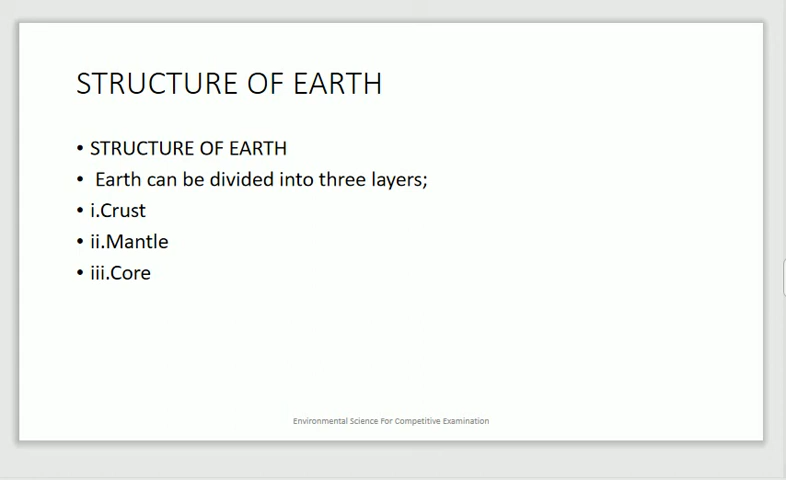 STRUCTURE OF EARTH
• STRUCTURE OF EARTH
• Earth can be divided into three layers;
• i.Crust
• ii.Mantle
• iii.Core
Environmental Science For Competitive Examination